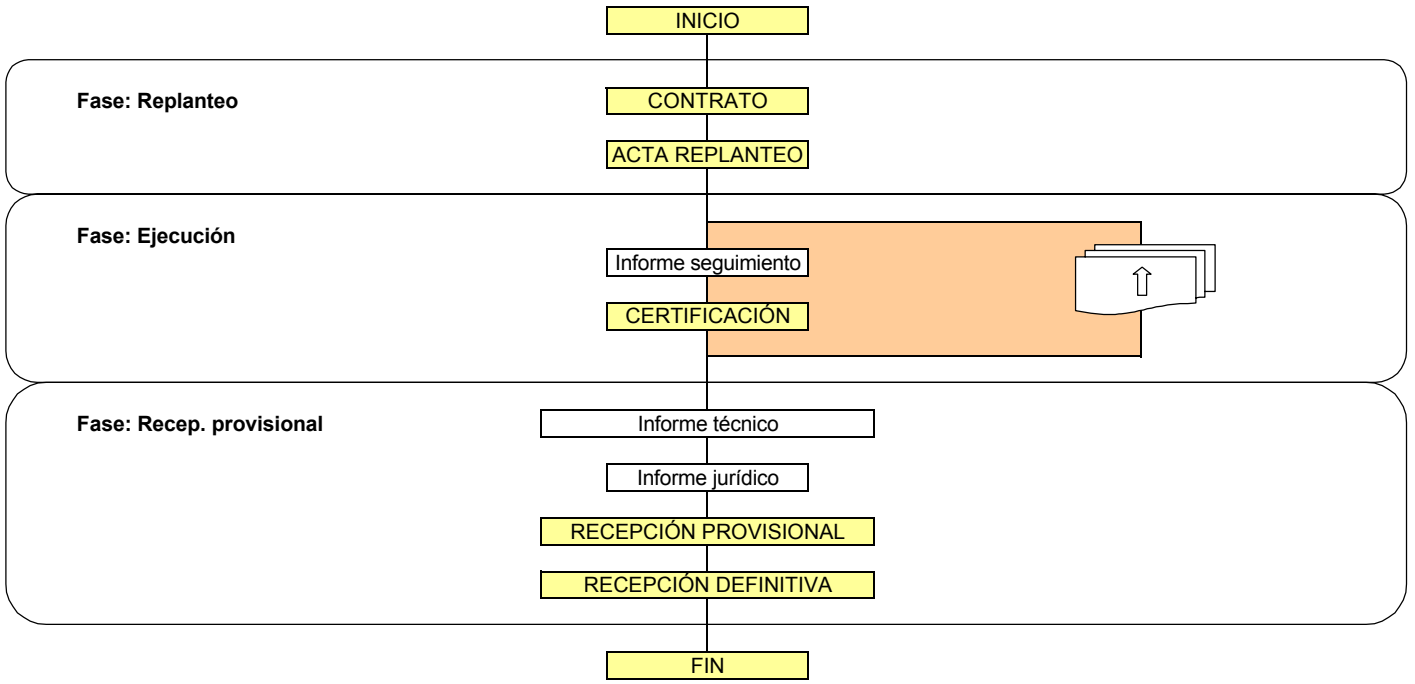 INICIO
Fase: Replanteo
CONTRATO
ACTA REPLANTEO
Fase: Ejecución
Informe seguimiento
CERTIFICACIÓN
Fase: Recep. provisional
Informe técnico
Informe jurídico
RECEPCIÓN PROVISIONAL
RECEPCIÓN DEFINITIVA
FIN